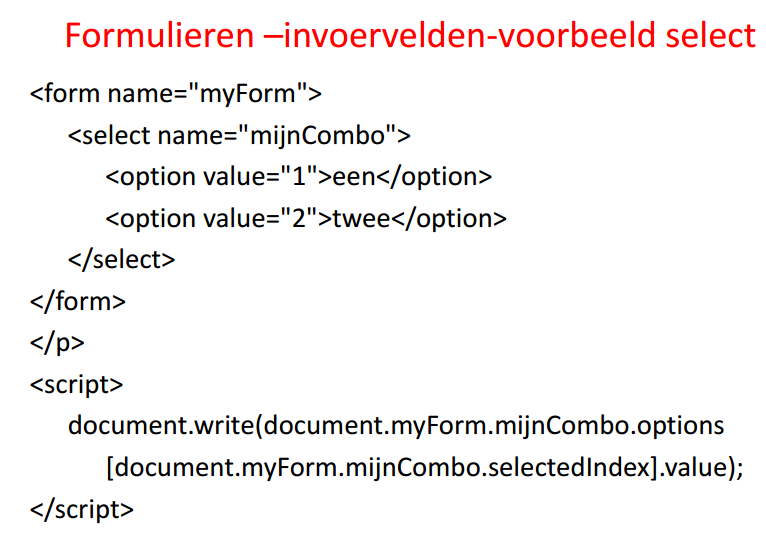 Formulieren –invoervelden-voorbeeld select
<form name="myForm">
<select name="mijnCombo">
<option value="1">een</option>
<option value="2">twee</option>
</select>
</form>
</p>
<script>
document.write(document.myForm.mijnCombo.options
[document.myForm.mijnCombo.selectedIndex].value);
</script>